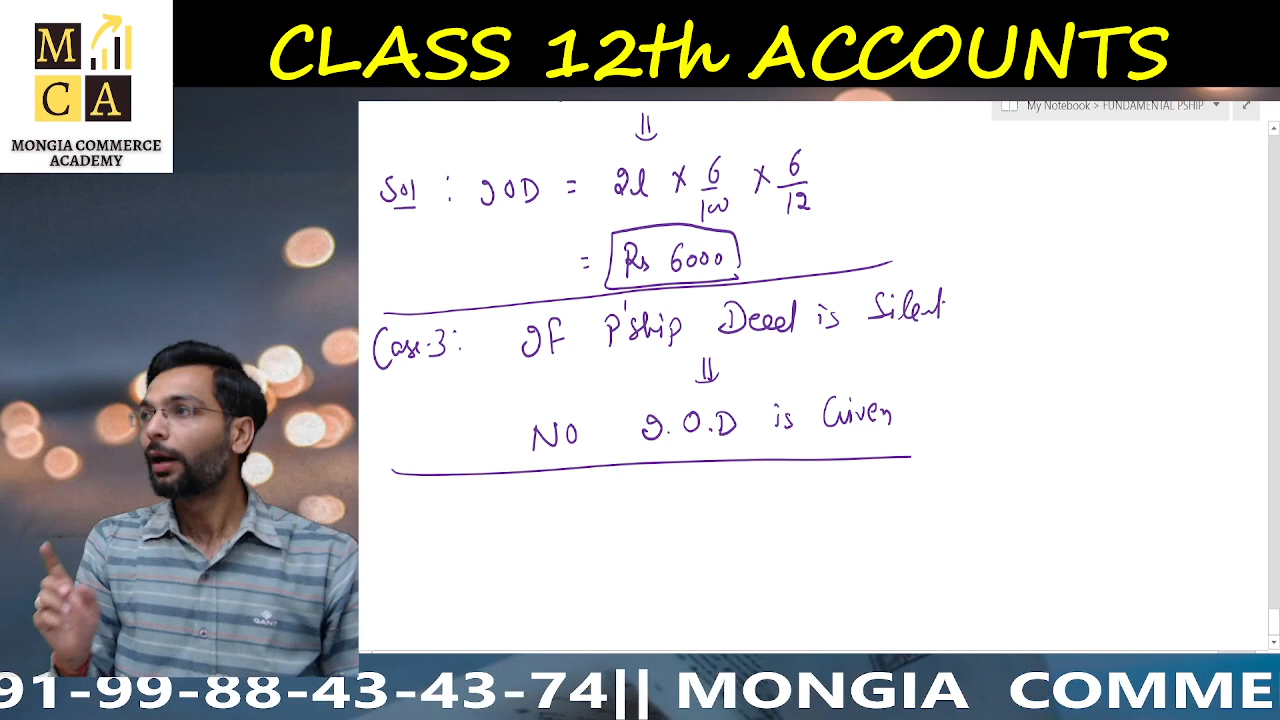 CLASS 12th ACCOUNTS
M
C A
MONGIA COMMERCE
ACADEMY
My Notebook > FUNDAMENTAL PSHIP
⇓
Sol : IOD = 2l × 6/100 × 6/12
= Rs 6000
Case-3: If P'ship Deed is Silent
⇓
NO I.O.D is Given
GANT
91-99-88-43-43-74|| MONGIA COMME